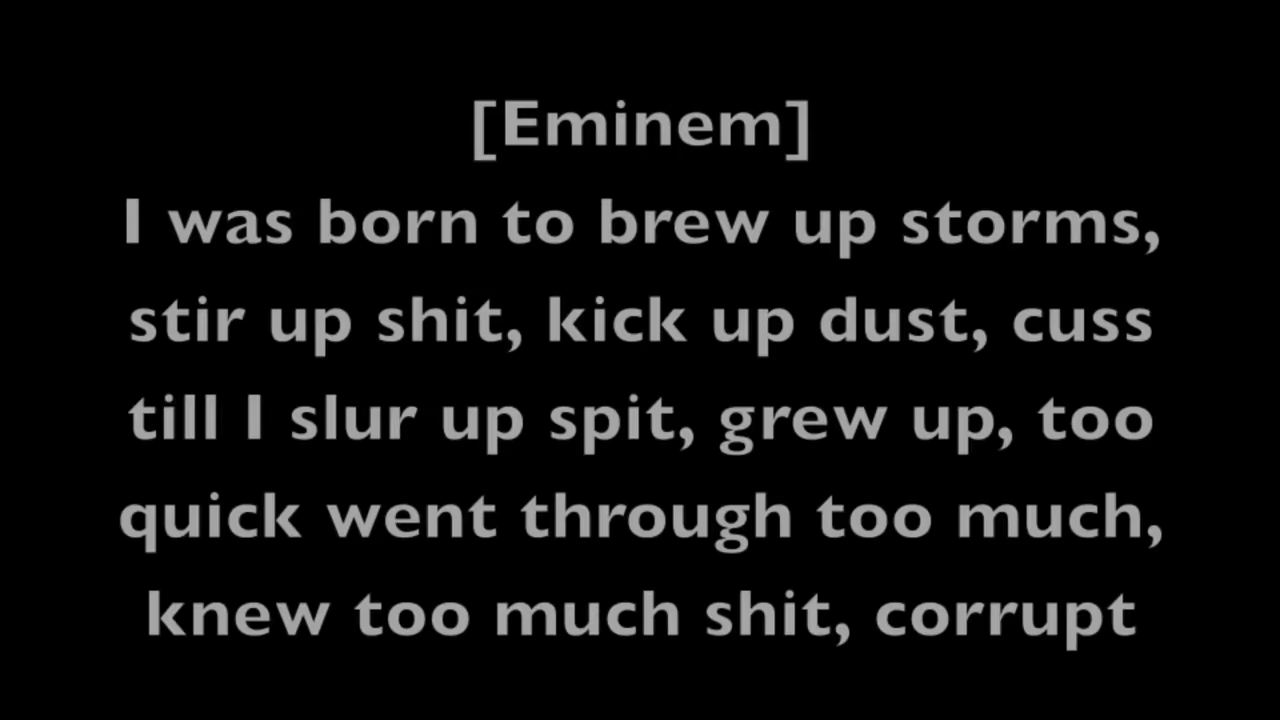 [Eminem]
I was born to brew up storms,
stir up shit, kick up dust, cuss
till I slur up spit, grew up, too
quick went through too much,
knew too much shit, corrupt